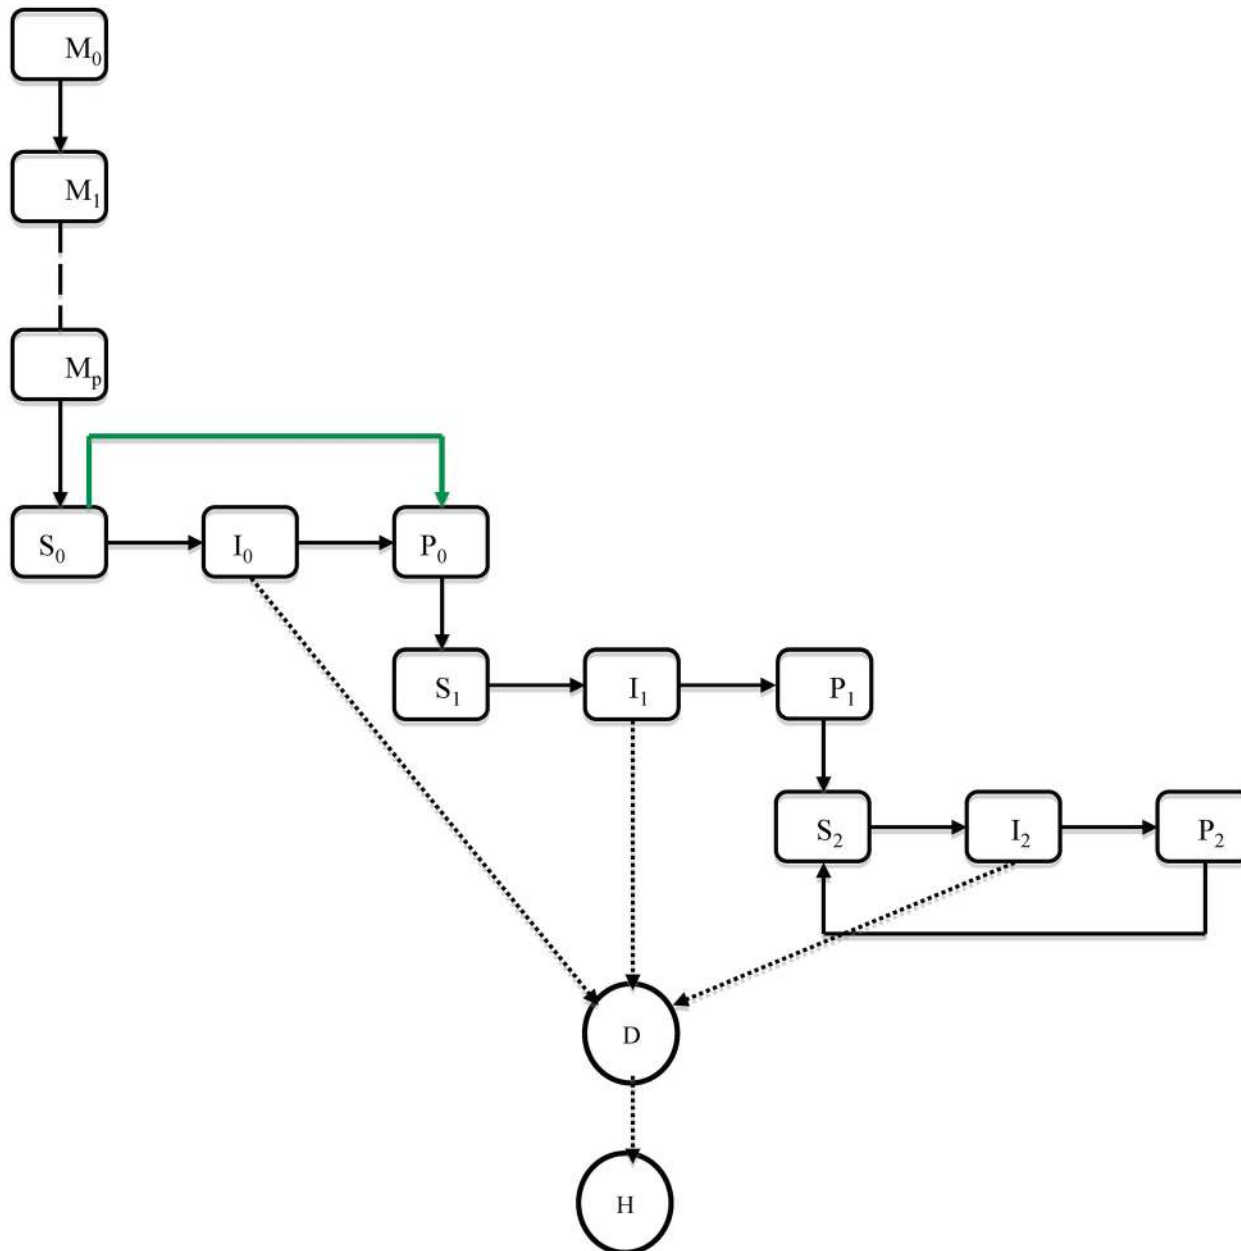 M₀
M₁
Mₚ
S₀ I₀ P₀
S₁ I₁ P₁
S₂ I₂ P₂
D
H